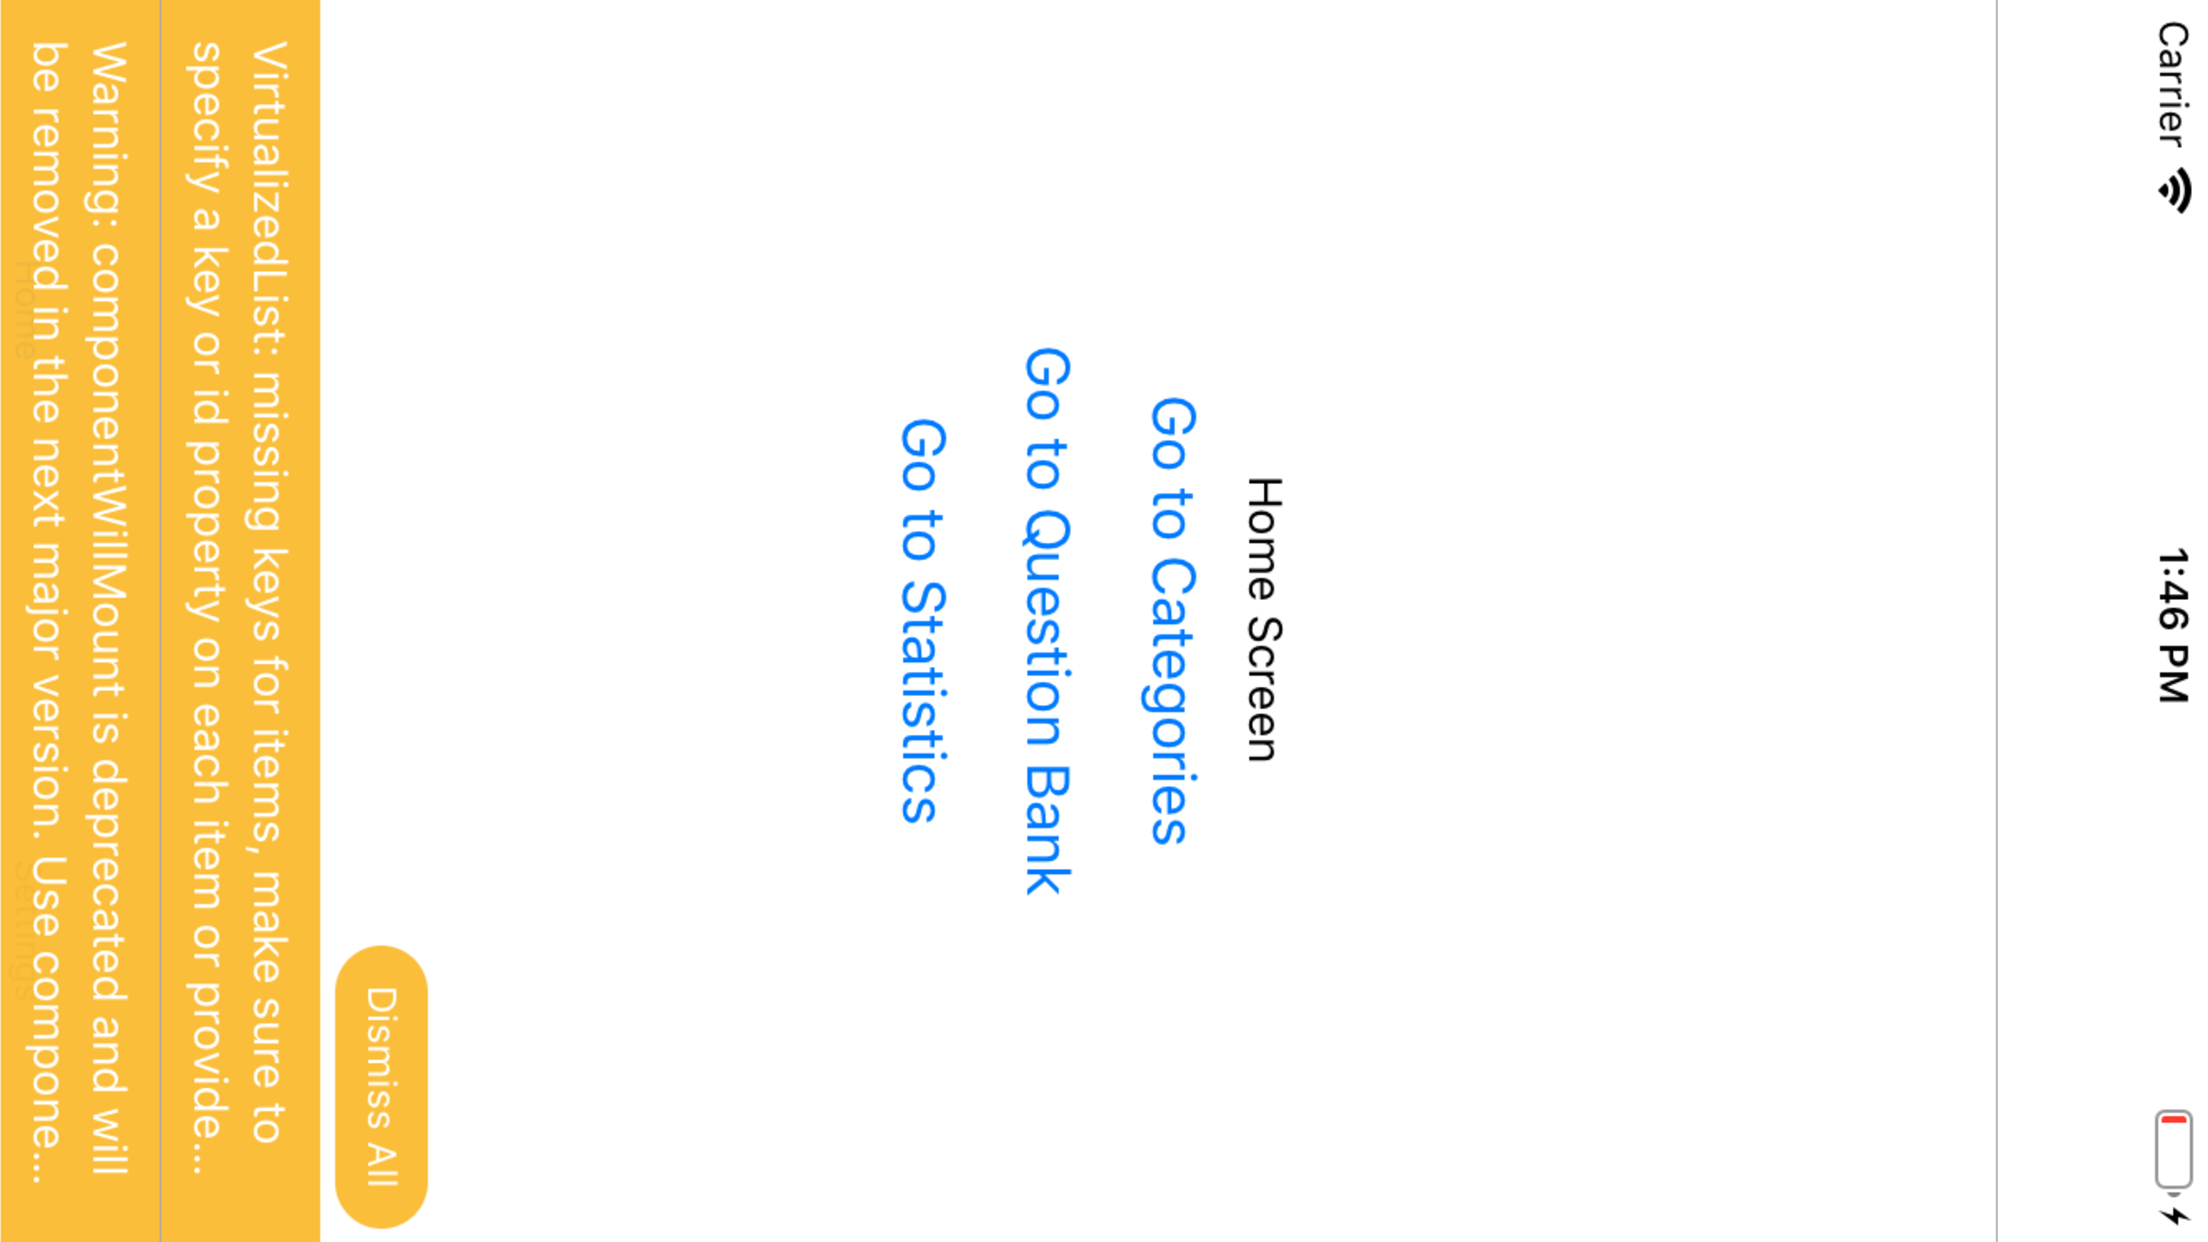 Carrier 1:46 PM
Home Screen
Go to Categories
Go to Question Bank
Go to Statistics
Dismiss All
VirtualizedList: missing keys for items, make sure to
specify a key or id property on each item or provide...
Warning: componentWillMount is deprecated and will
be removed in the next major version. Use compone...
Home Settings